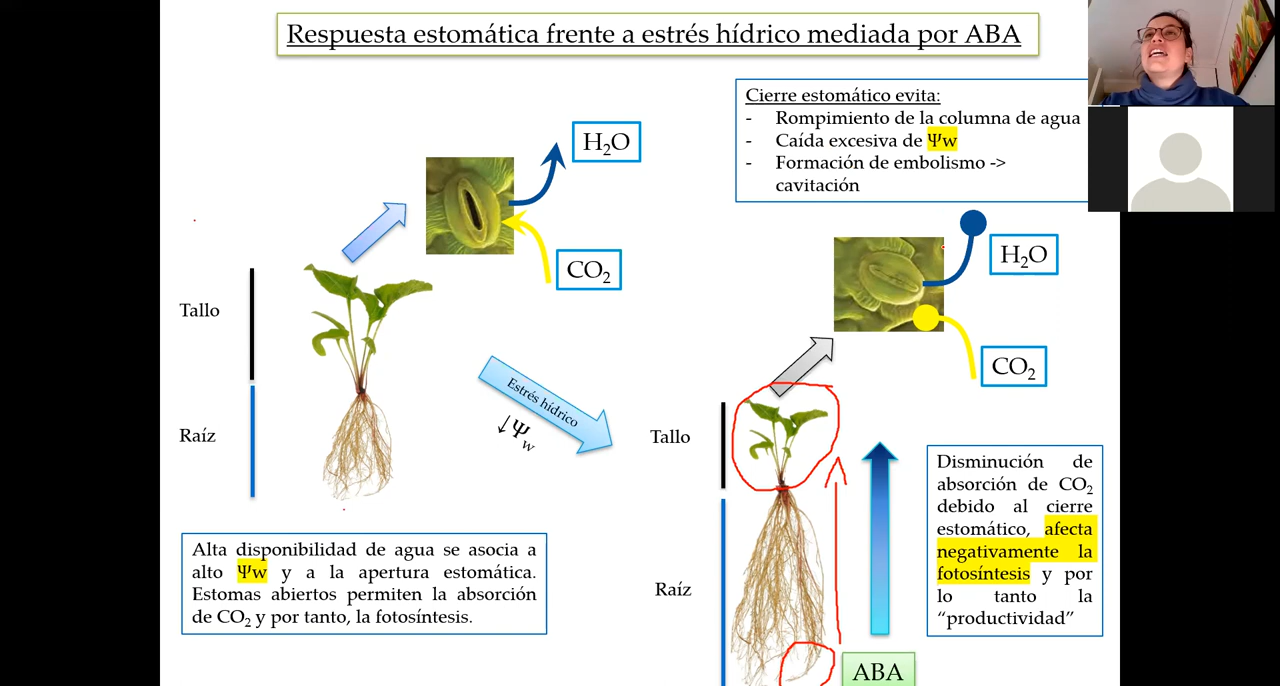 Respuesta estomática frente a estrés hídrico mediada por ABA
Cierre estomático evita:
- Rompimiento de la columna de agua
- Caída excesiva de Ψw
- Formación de embolismo ->
cavitación
H₂O
CO₂
Tallo
Raíz
Estrés hídrico
↓Ψw
Alta disponibilidad de agua se asocia a
alto Ψw y a la apertura estomática.
Estomas abiertos permiten la absorción
de CO₂ y por tanto, la fotosíntesis.
H₂O
CO₂
Tallo
Raíz
ABA
Disminución de
absorción de CO₂
debido al cierre
estomático, afecta
negativamente la
fotosíntesis y por
lo tanto la
“productividad”